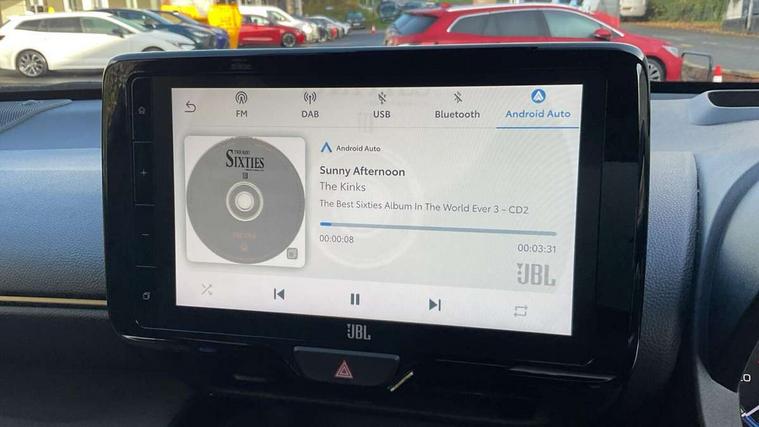 FM
DAB
USB
Bluetooth
Android Auto
SIXTIES
Android Auto
Sunny Afternoon
The Kinks
The Best Sixties Album In The World Ever 3 - CD2
00:00:08
00:03:31
JBL
JBL